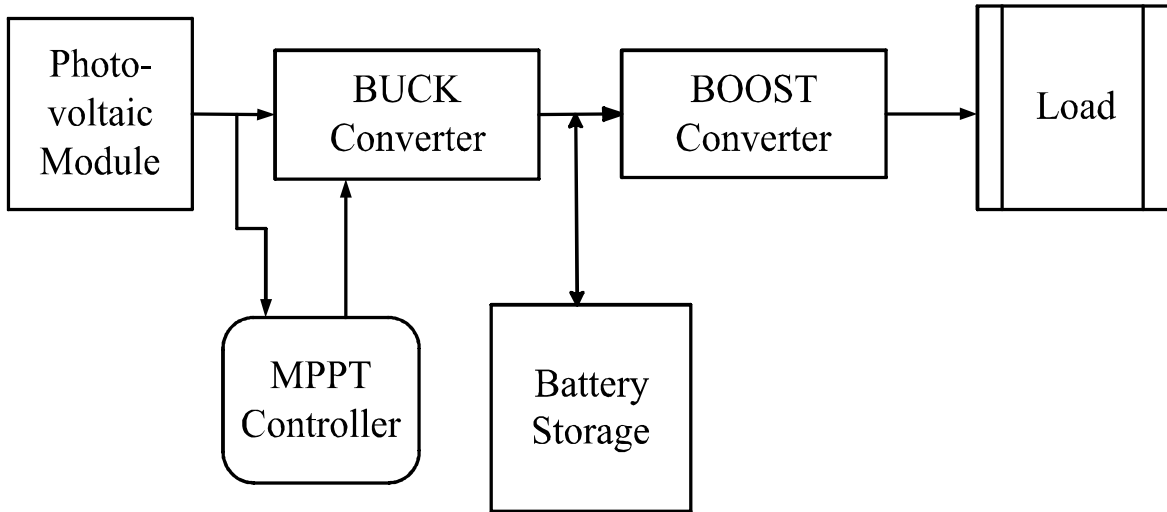 Photo-
voltaic
Module
BUCK
Converter
BOOST
Converter
Load
MPPT
Controller
Battery
Storage